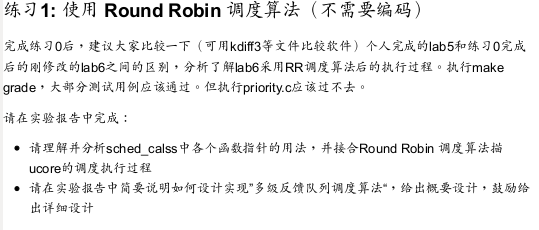 练习1: 使用 Round Robin 调度算法（不需要编码）
完成练习0后，建议大家比较一下（可用kdiff3等文件比较软件）个人完成的lab5和练习0完成
后的刚修改的lab6之间的区别，分析了解lab6采用RR调度算法后的执行过程。执行make
grade，大部分测试用例应该通过。但执行priority.c应该过不去。
请在实验报告中完成：
• 请理解并分析sched_calss中各个函数指针的用法，并接合Round Robin 调度算法描
ucore的调度执行过程
• 请在实验报告中简要说明如何设计实现”多级反馈队列调度算法“，给出概要设计，鼓励给
出详细设计